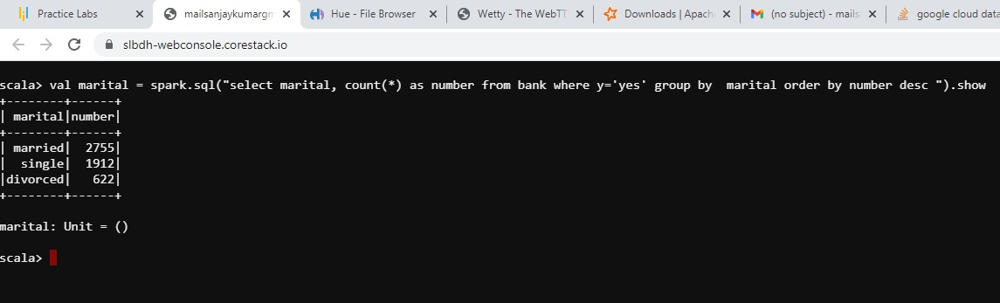 Practice Labs
mailsanjaykumargm
Hue - File Browser
Wetty - The WebTT
Downloads | Apach
(no subject) - mails
google cloud data
slbdh-webconsole.corestack.io
scala> val marital = spark.sql("select marital, count(*) as number from bank where y='yes' group by  marital order by number desc ").show
+--------+------+
| marital|number|
+--------+------+
| married|  2755|
|  single|  1912|
|divorced|   622|
+--------+------+
marital: Unit = ()
scala>